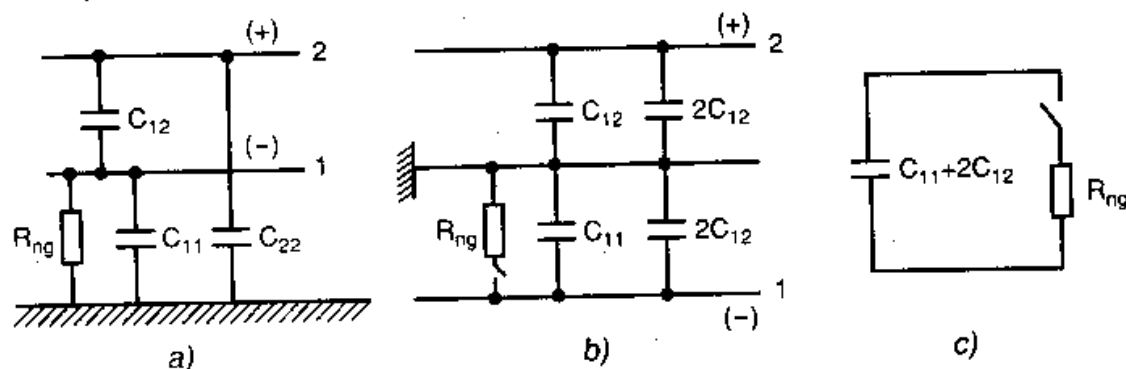 (+)
2
C12
(−)
1
Rng
C11
C22
a)
(+)
2
C12
2C12
Rng
C11
2C12
1
(−)
b)
C11+2C12
Rng
c)